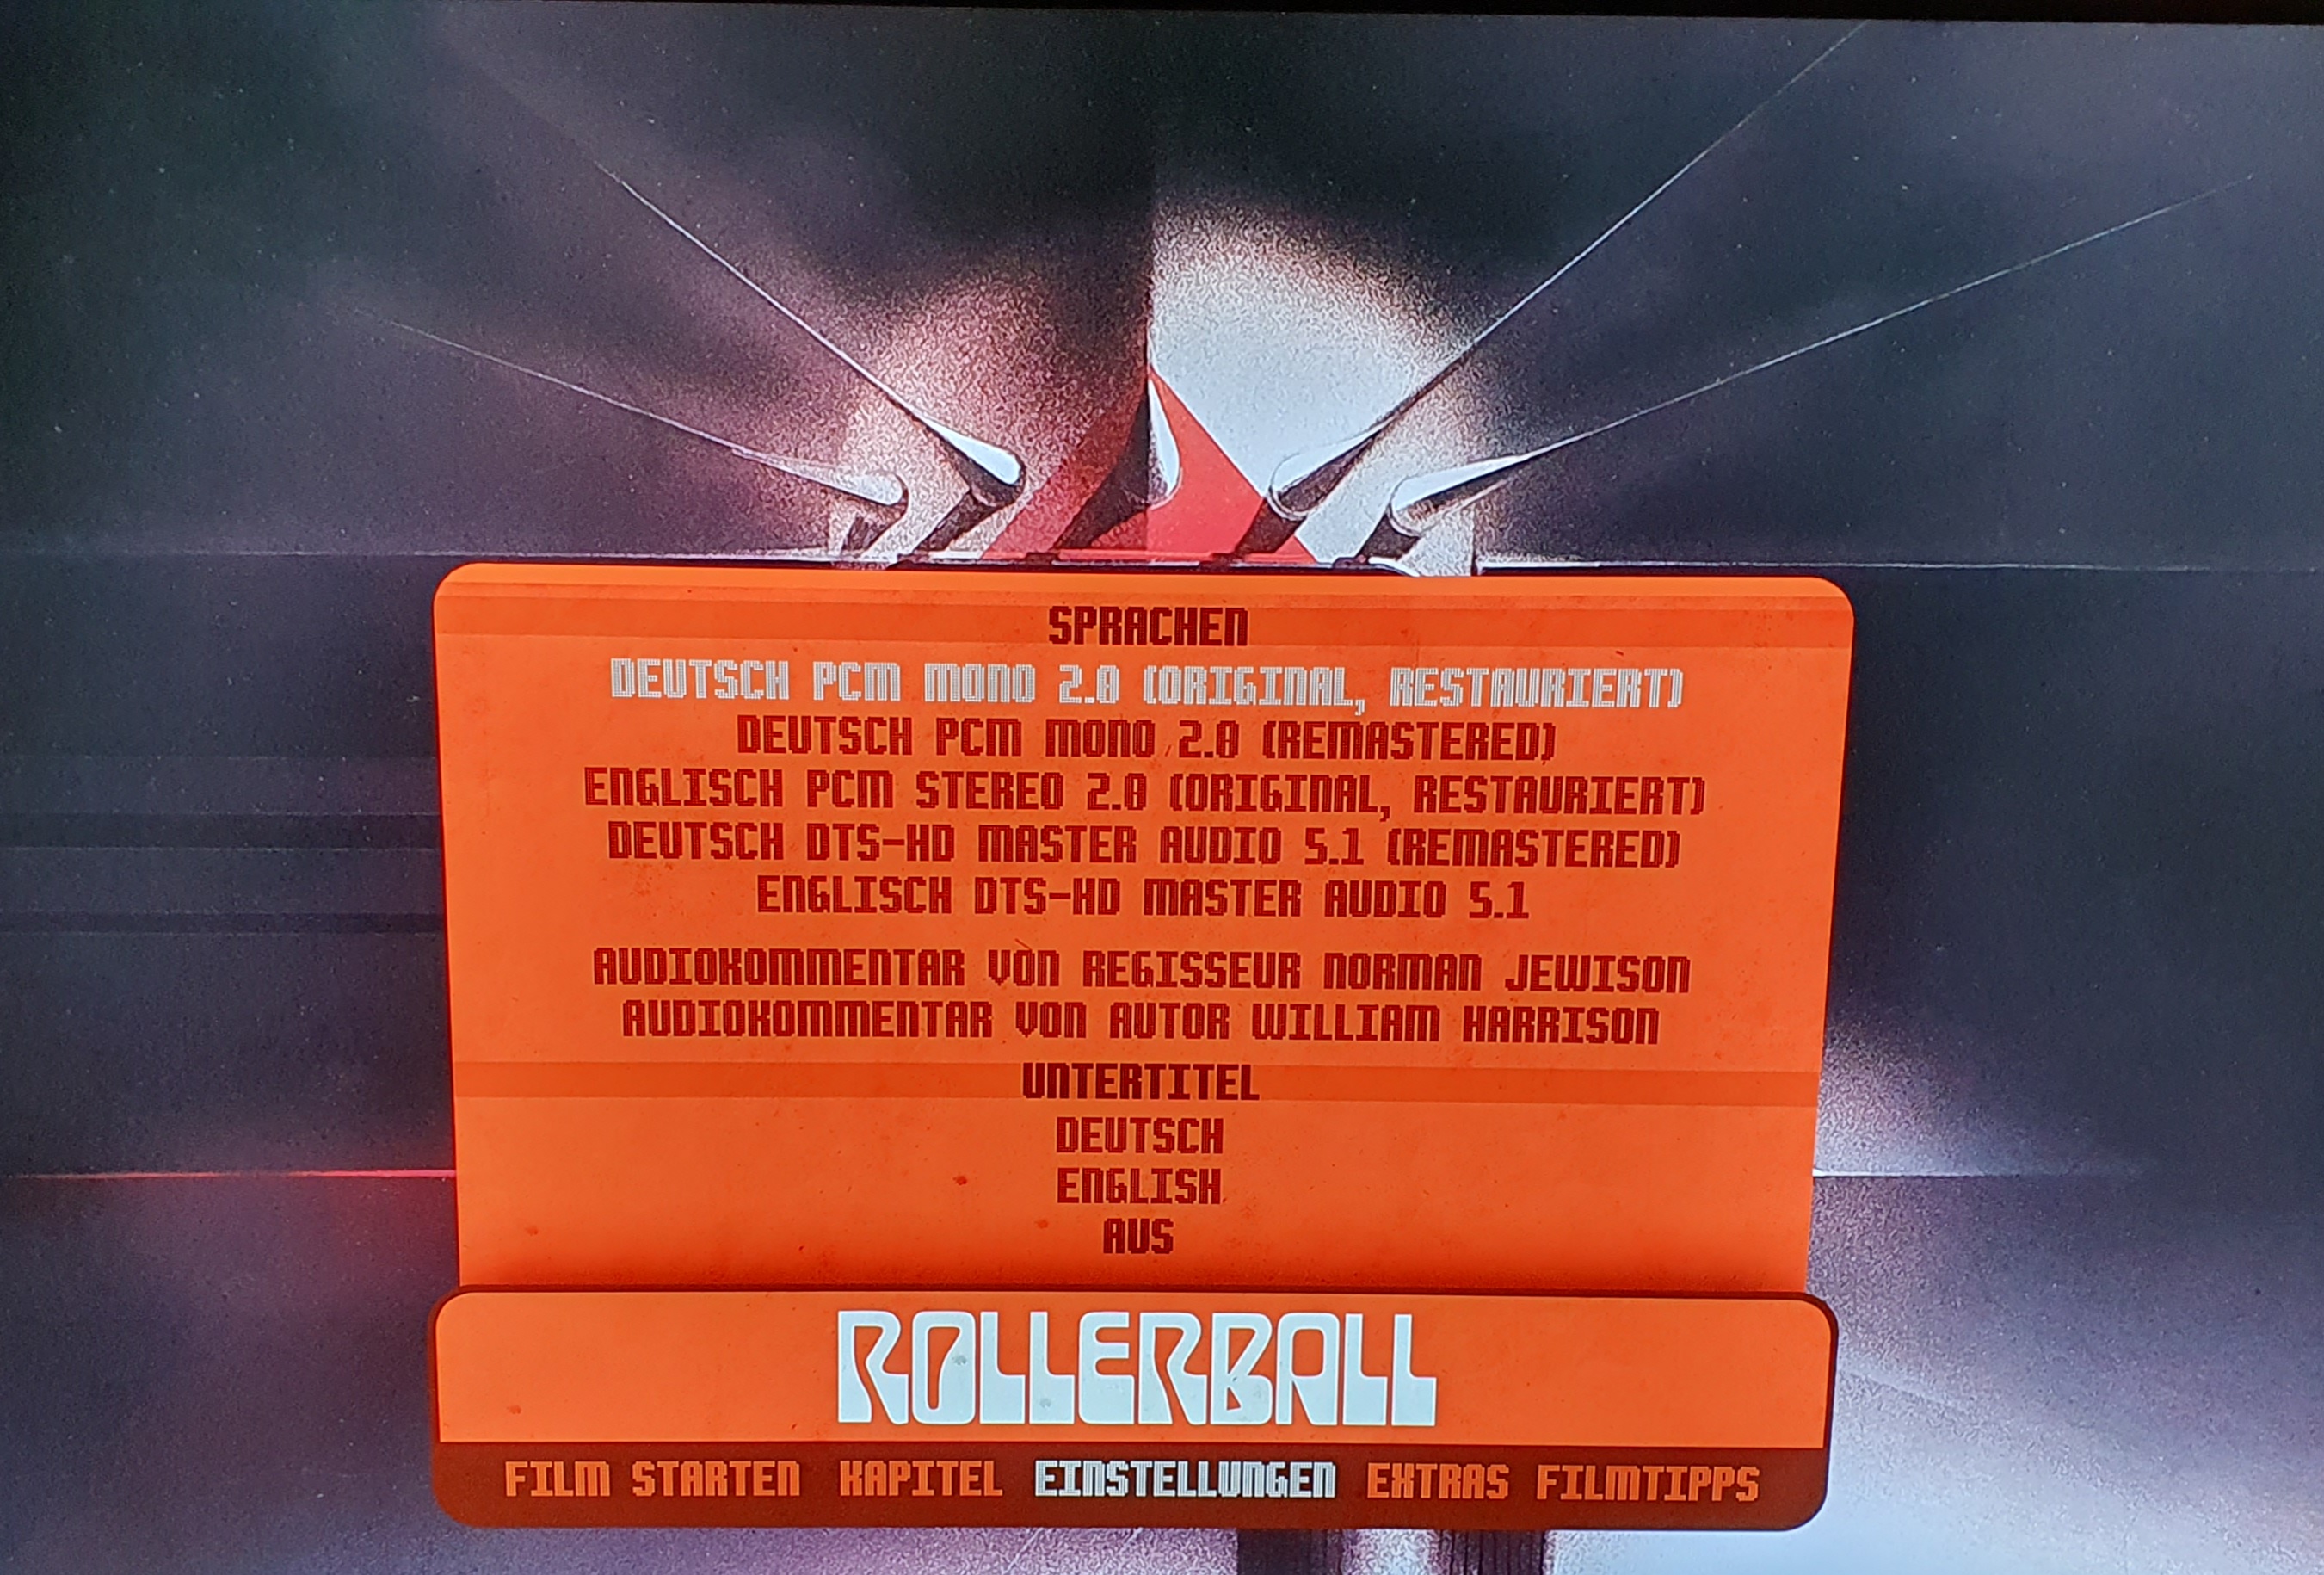 SPRACHEN
DEUTSCH PCM MONO 2.0 (ORIGINAL, RESTAURIERT)
DEUTSCH PCM MONO 2.0 (REMASTERED)
ENGLISCH PCM STEREO 2.0 (ORIGINAL, RESTAURIERT)
DEUTSCH DTS-HD MASTER AUDIO 5.1 (REMASTERED)
ENGLISCH DTS-HD MASTER AUDIO 5.1
AUDIOKOMMENTAR VON REGISSEUR NORMAN JEWISON
AUDIOKOMMENTAR VON AUTOR WILLIAM HARRISON
UNTERTITEL
DEUTSCH
ENGLISH
AUS
ROLLERBALL
FILM STARTEN KAPITEL EINSTELLUNGEN EXTRAS FILMTIPPS